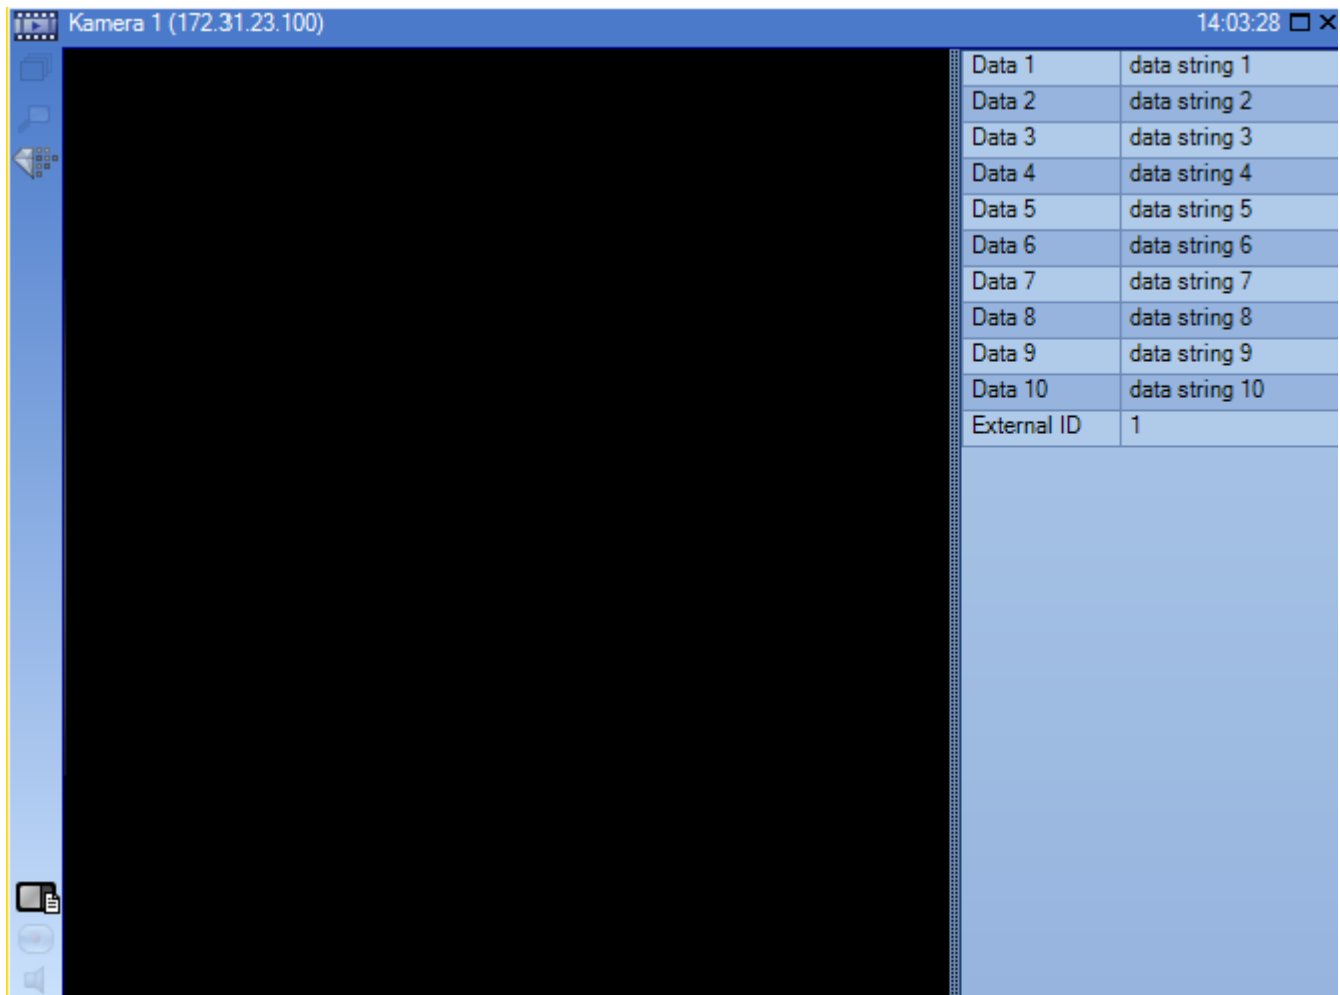 Kamera 1 (172.31.23.100) 14:03:28
Data 1 data string 1
Data 2 data string 2
Data 3 data string 3
Data 4 data string 4
Data 5 data string 5
Data 6 data string 6
Data 7 data string 7
Data 8 data string 8
Data 9 data string 9
Data 10 data string 10
External ID 1